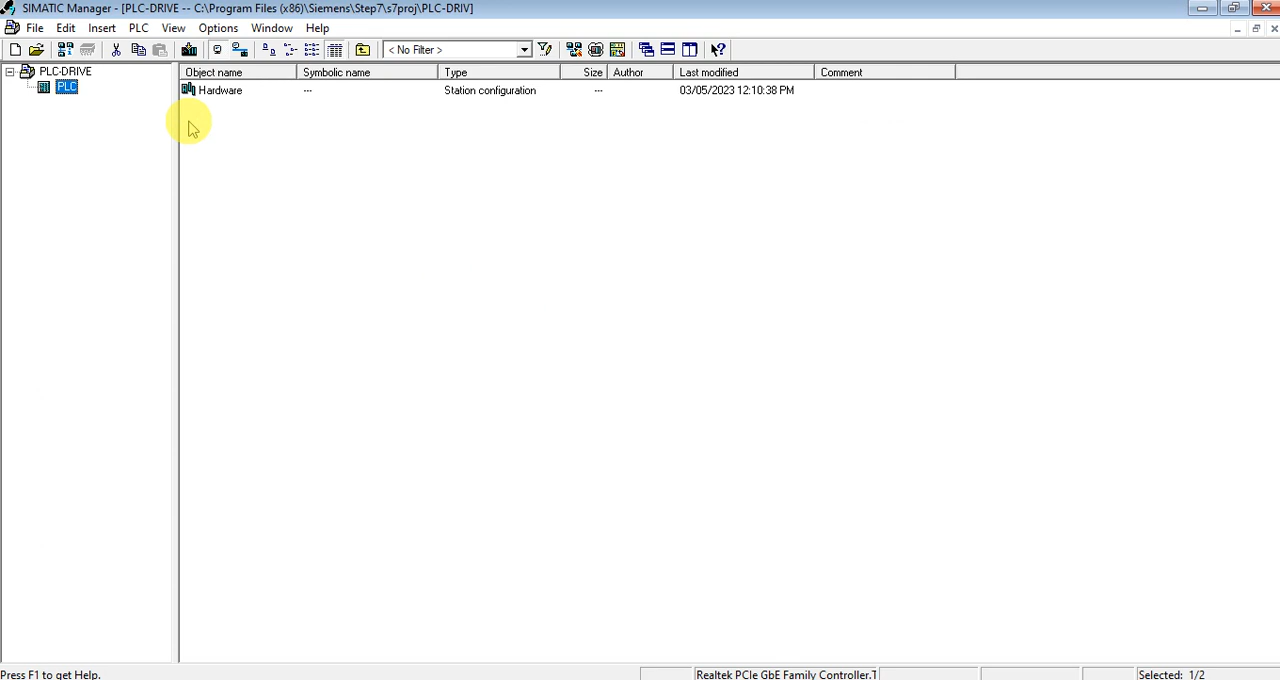 SIMATIC Manager - [PLC-DRIVE -- C:\Program Files (x86)\Siemens\Step7\s7proj\PLC-DRIV]
File Edit Insert PLC View Options Window Help
< No Filter >
PLC-DRIVE
PLC
Object name Symbolic name Type Size Author Last modified Comment
Hardware --- Station configuration --- 03/05/2023 12:10:38 PM
Press F1 to get Help. Realtek PCIe GbE Family Controller.T Selected: 1/2